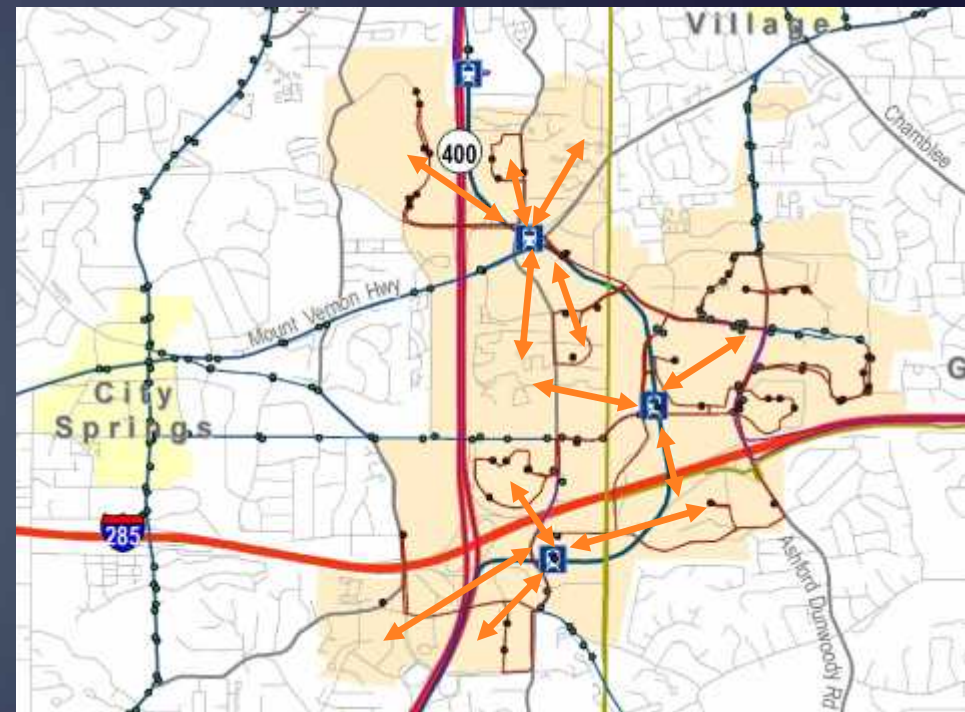 Village
Chamblee
400
Mount Vernon Hwy
City
Springs
G
285
Ashford Dunwoody Rd